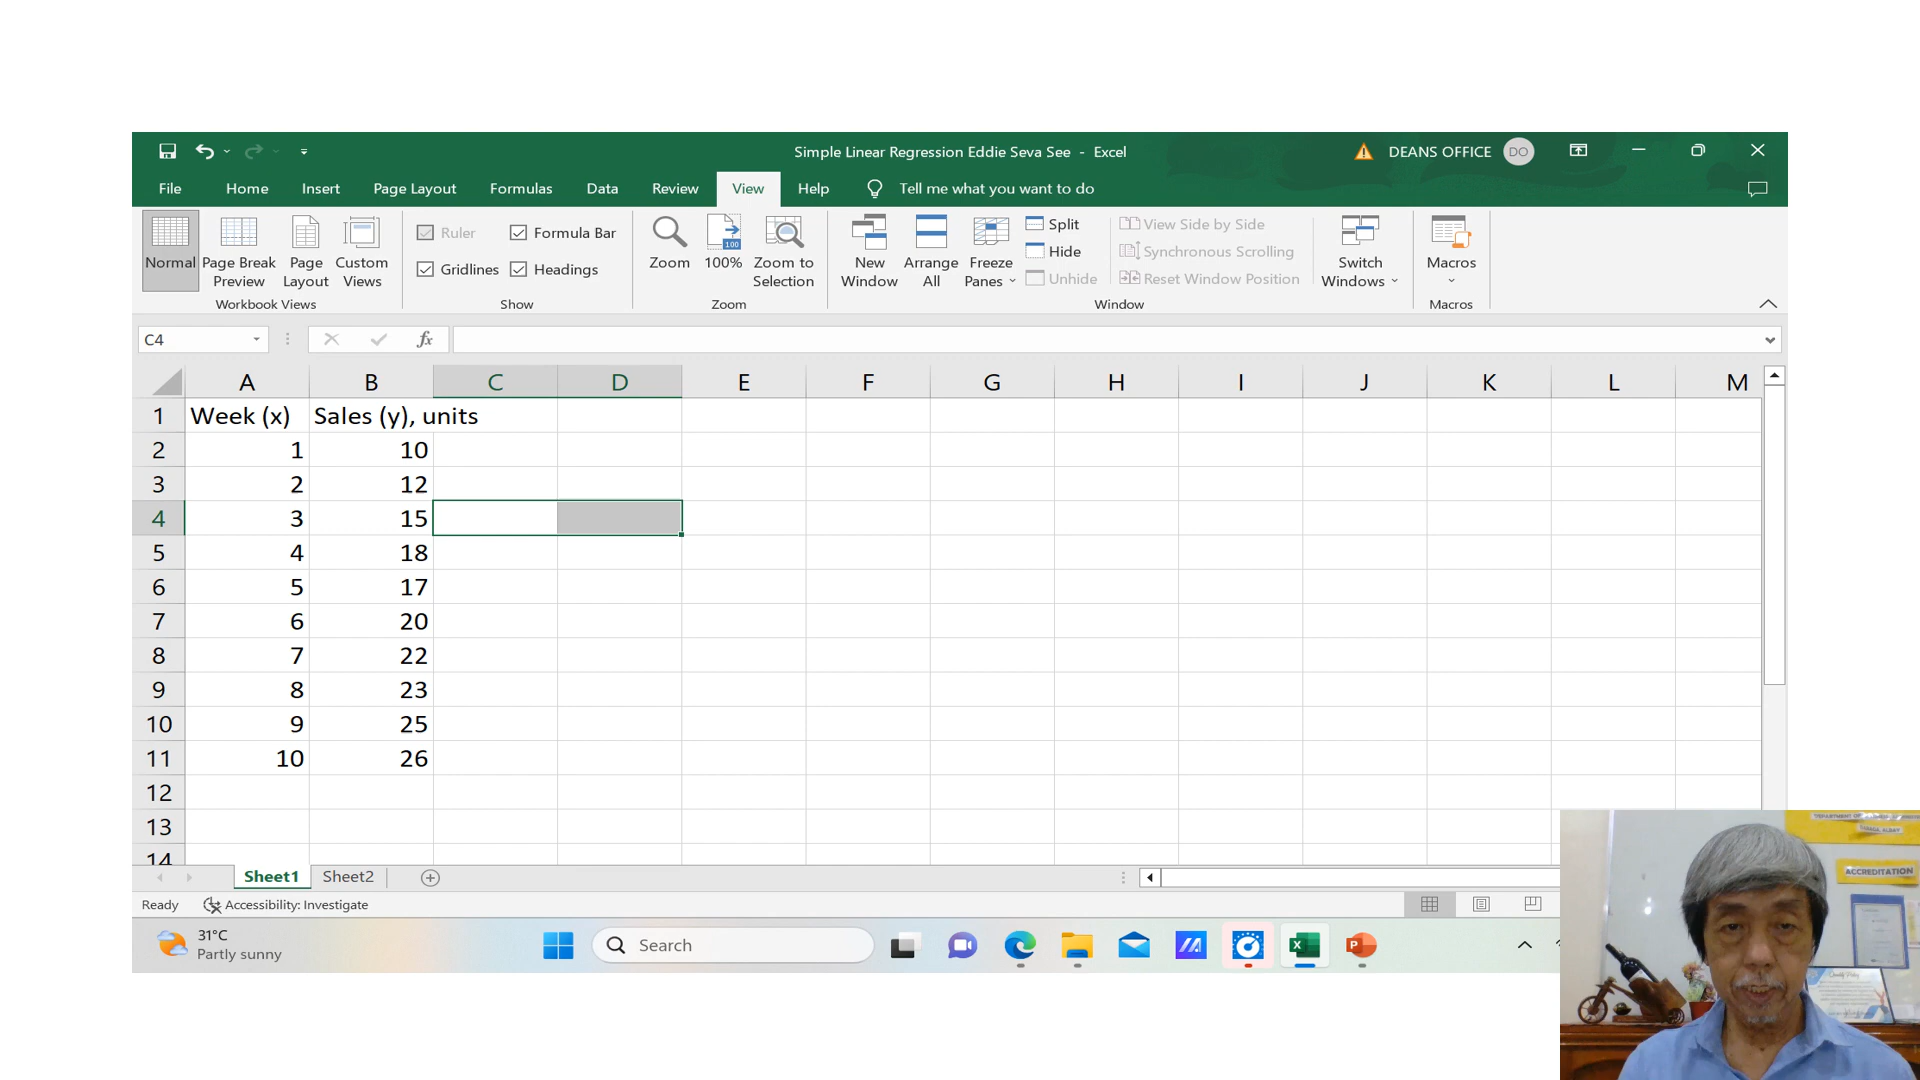 Simple Linear Regression Eddie Seva See - Excel
DEANS OFFICE DO
File Home Insert Page Layout Formulas Data Review View Help Tell me what you want to do
Normal Page Break Preview Page Layout Custom Views
Workbook Views
Ruler Formula Bar
Gridlines Headings
Show
Zoom 100% Zoom to Selection
100
Zoom
New Window Arrange All Freeze Panes
Split
Hide
Unhide
View Side by Side
Synchronous Scrolling
Reset Window Position
Switch Windows
Window
Macros
Macros
C4 fx
A B C D E F G H I J K L M
1 Week (x) Sales (y), units
2 1 10
3 2 12
4 3 15
5 4 18
6 5 17
7 6 20
8 7 22
9 8 23
10 9 25
11 10 26
12
13
14
Sheet1 Sheet2
Ready Accessibility: Investigate
31°C
Partly sunny
Search
ACCREDITATION